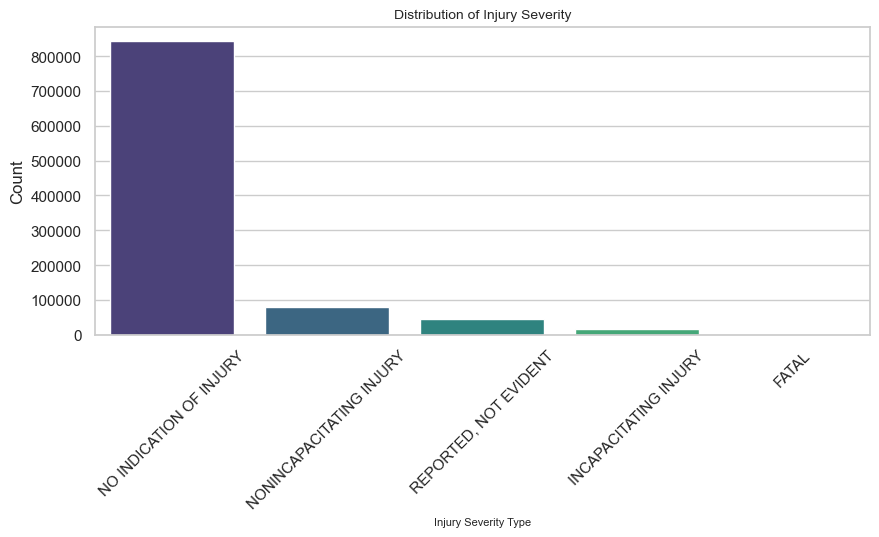 Distribution of Injury Severity
800000
700000
600000
500000
400000
300000
200000
100000
0
Count
NO INDICATION OF INJURY
NONINCAPACITATING INJURY
REPORTED, NOT EVIDENT
INCAPACITATING INJURY
FATAL
Injury Severity Type